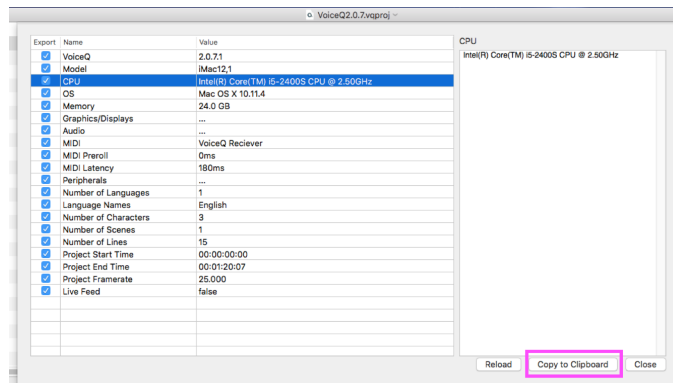 VoiceQ2.0.7.vqproj
Export Name Value
VoiceQ 2.0.7.1
Model iMac12,1
CPU Intel(R) Core(TM) i5-2400S CPU @ 2.50GHz
OS Mac OS X 10.11.4
Memory 24.0 GB
Graphics/Displays ...
Audio ...
MIDI VoiceQ Reciever
MIDI Preroll 0ms
MIDI Latency 180ms
Peripherals ...
Number of Languages 1
Language Names English
Number of Characters 3
Number of Scenes 1
Number of Lines 15
Project Start Time 00:00:00:00
Project End Time 00:01:20:07
Project Framerate 25.000
Live Feed false
CPU
Intel(R) Core(TM) i5-2400S CPU @ 2.50GHz
Reload Copy to Clipboard Close